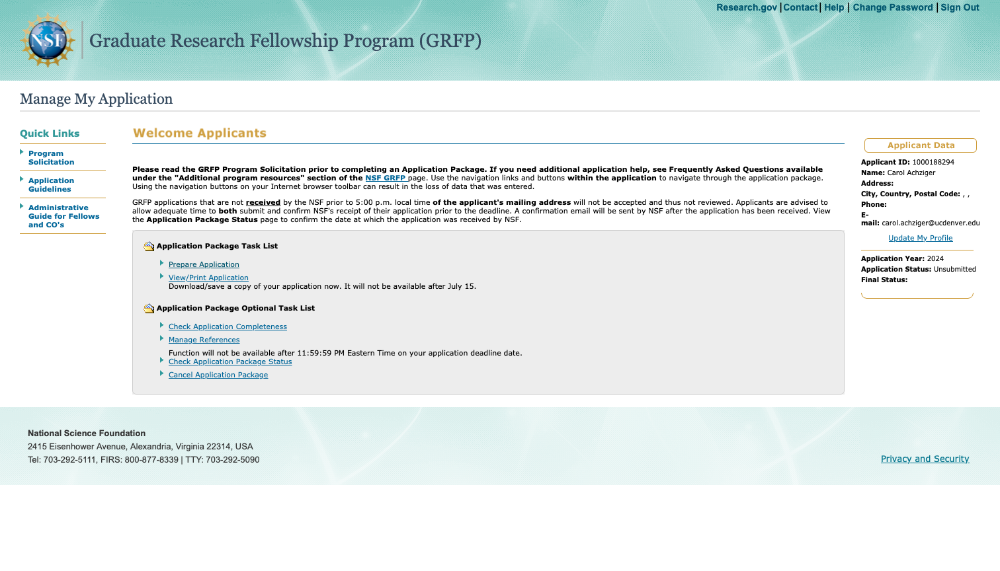 Research.gov | Contact | Help | Change Password | Sign Out
NSF
Graduate Research Fellowship Program (GRFP)
Manage My Application
Quick Links
Program
Solicitation
Application
Guidelines
Administrative
Guide for Fellows
and CO's
Welcome Applicants
Please read the GRFP Program Solicitation prior to completing an Application Package. If you need additional application help, see Frequently Asked Questions available
under the "Additional program resources" section of the NSF GRFP page. Use the navigation links and buttons within the application to navigate through the application package.
Using the navigation buttons on your Internet browser toolbar can result in the loss of data that was entered.
GRFP applications that are not received by the NSF prior to 5:00 p.m. local time of the applicant's mailing address will not be accepted and thus not reviewed. Applicants are advised to
allow adequate time to both submit and confirm NSF's receipt of their application prior to the deadline. A confirmation email will be sent by NSF after the application has been received. View
the Application Package Status page to confirm the date at which the application was received by NSF.
Application Package Task List
Prepare Application
View/Print Application
Download/save a copy of your application now. It will not be available after July 15.
Application Package Optional Task List
Check Application Completeness
Manage References
Function will not be available after 11:59:59 PM Eastern Time on your application deadline date.
Check Application Package Status
Cancel Application Package
Applicant Data
Applicant ID: 1000188294
Name: Carol Achziger
Address:
City, Country, Postal Code: , ,
Phone:
E-
mail: carol.achziger@ucdenver.edu
Update My Profile
Application Year: 2024
Application Status: Unsubmitted
Final Status:
National Science Foundation
2415 Eisenhower Avenue, Alexandria, Virginia 22314, USA
Tel: 703-292-5111, FIRS: 800-877-8339 | TTY: 703-292-5090
Privacy and Security